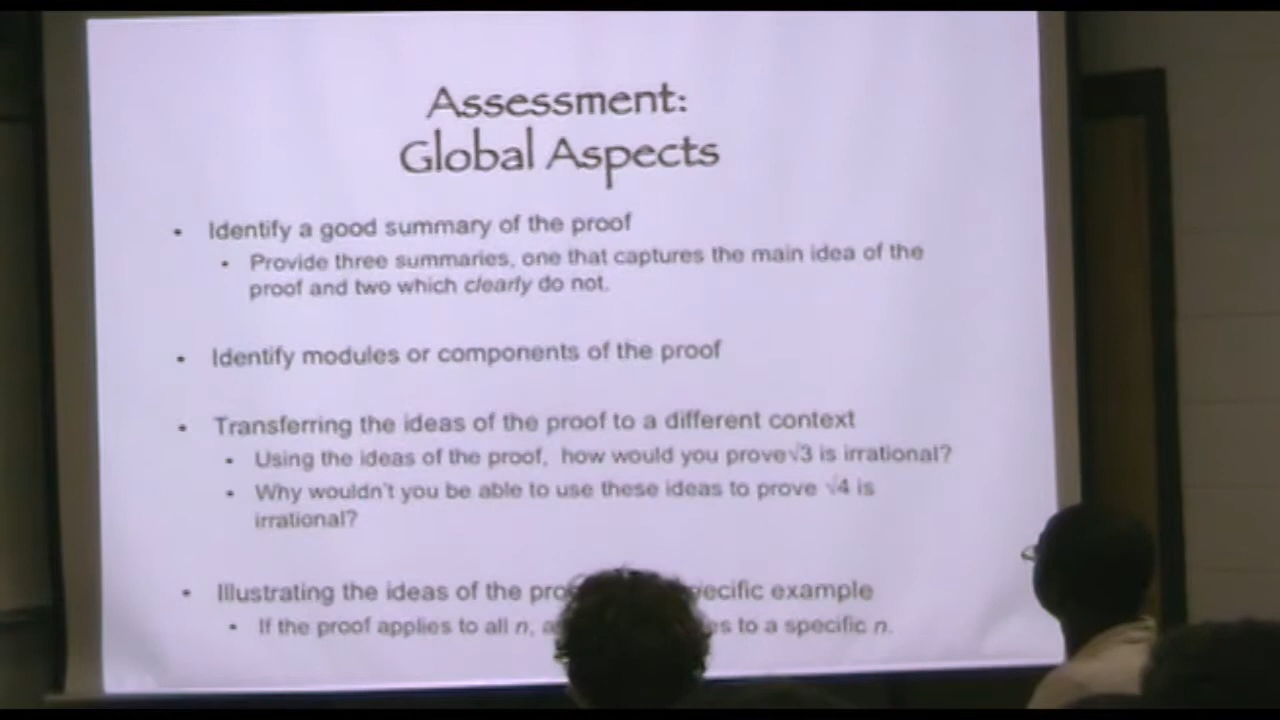 Assessment:
Global Aspects
• Identify a good summary of the proof
• Provide three summaries, one that captures the main idea of the
proof and two which clearly do not.
• Identify modules or components of the proof
• Transferring the ideas of the proof to a different context
• Using the ideas of the proof, how would you prove √3 is irrational?
• Why wouldn't you be able to use these ideas to prove √4 is
irrational?
• Illustrating the ideas of the example
• If the proof applies to all n, to a specific n.